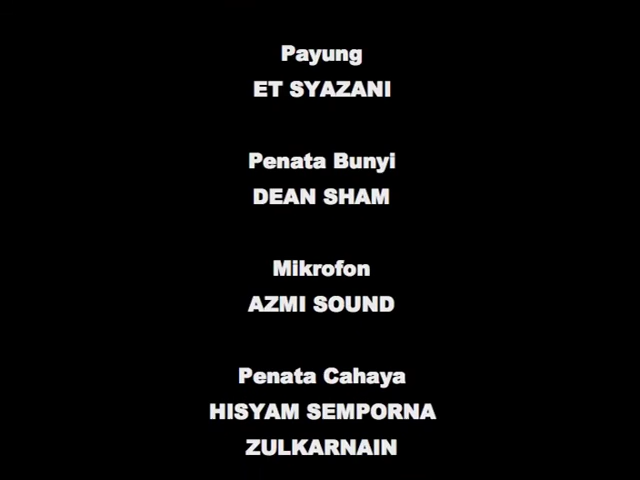 Payung
ET SYAZANI
Penata Bunyi
DEAN SHAM
Mikrofon
AZMI SOUND
Penata Cahaya
HISYAM SEMPORNA
ZULKARNAIN